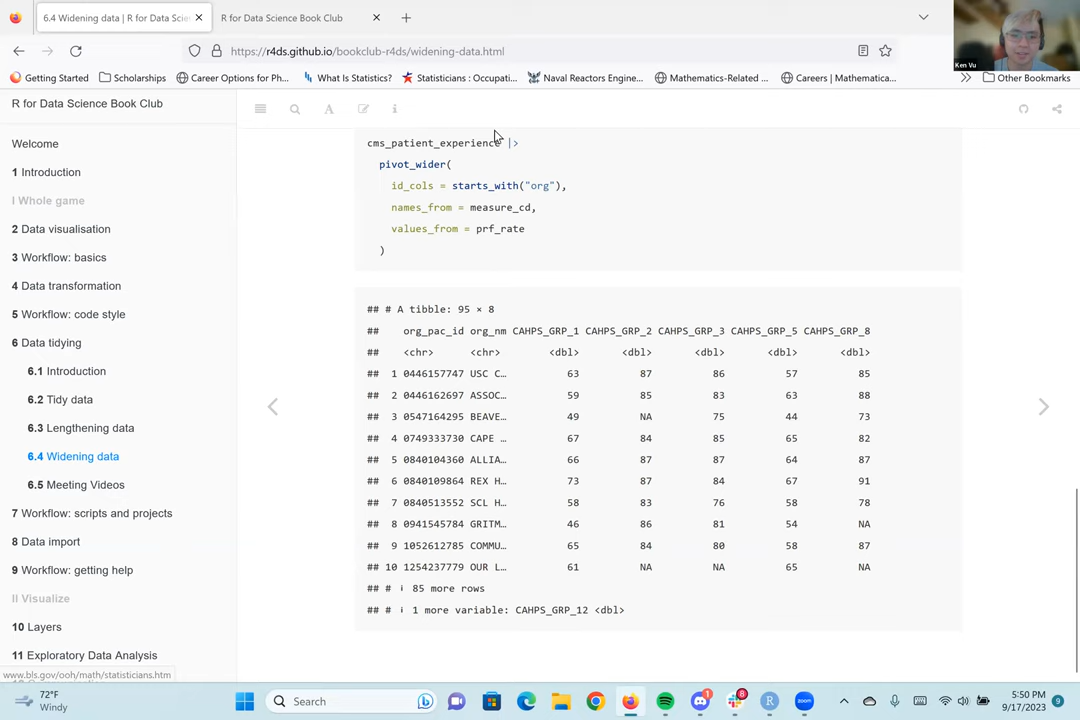 6.4 Widening data | R for Data Scie
R for Data Science Book Club
https://r4ds.github.io/bookclub-r4ds/widening-data.html
Getting Started
Scholarships
Career Options for Ph...
What Is Statistics?
Statisticians : Occupati...
Naval Reactors Engine...
Mathematics-Related ...
Careers | Mathematica...
Other Bookmarks
Ken Vu
R for Data Science Book Club
Welcome
1 Introduction
I Whole game
2 Data visualisation
3 Workflow: basics
4 Data transformation
5 Workflow: code style
6 Data tidying
6.1 Introduction
6.2 Tidy data
6.3 Lengthening data
6.4 Widening data
6.5 Meeting Videos
7 Workflow: scripts and projects
8 Data import
9 Workflow: getting help
II Visualize
10 Layers
11 Exploratory Data Analysis
www.bls.gov/ooh/math/statisticians.htm
cms_patient_experience |>
pivot_wider(
id_cols = starts_with("org"),
names_from = measure_cd,
values_from = prf_rate
)
## # A tibble: 95 × 8
## org_pac_id org_nm CAHPS_GRP_1 CAHPS_GRP_2 CAHPS_GRP_3 CAHPS_GRP_5 CAHPS_GRP_8
## <chr> <chr> <dbl> <dbl> <dbl> <dbl> <dbl>
## 1 0446157747 USC C… 63 87 86 57 85
## 2 0446162697 ASSOC… 59 85 83 63 88
## 3 0547164295 BEAVE… 49 NA 75 44 73
## 4 0749333730 CAPE … 67 84 85 65 82
## 5 0840104360 ALLIA… 66 87 87 64 87
## 6 0840109864 REX H… 73 87 84 67 91
## 7 0840513552 SCL H… 58 83 76 58 78
## 8 0941545784 GRITM… 46 86 81 54 NA
## 9 1052612785 COMMU… 65 84 80 58 87
## 10 1254237779 OUR L… 61 NA NA 65 NA
## # ℹ 85 more rows
## # ℹ 1 more variable: CAHPS_GRP_12 <dbl>
72°F
Windy
Search
1
8
5:50 PM
9/17/2023
9